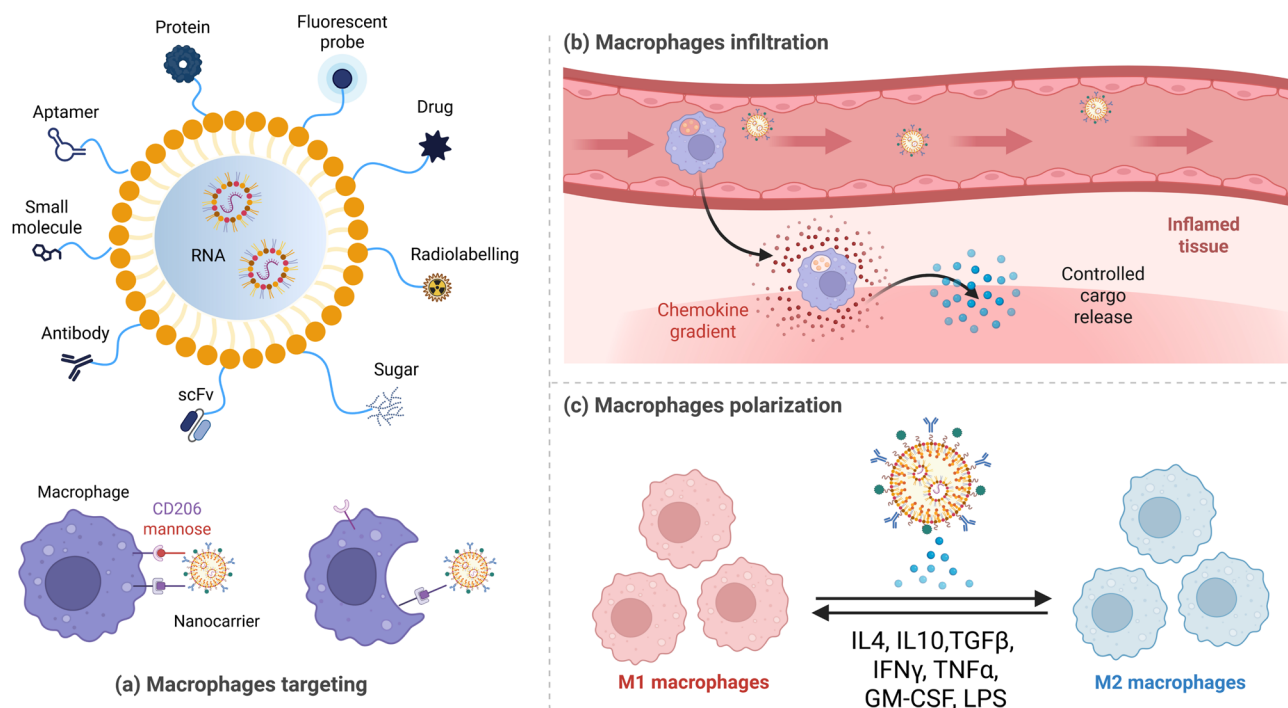 Protein
Fluorescent
probe
Aptamer
Drug
Small
molecule
RNA
Radiolabelling
Antibody
scFv
Sugar
Macrophage
CD206
mannose
Nanocarrier
(a) Macrophages targeting
(b) Macrophages infiltration
Inflamed
tissue
Chemokine
gradient
Controlled
cargo
release
(c) Macrophages polarization
IL4, IL10,TGFβ,
IFNγ, TNFα,
GM-CSF, LPS
M1 macrophages
M2 macrophages